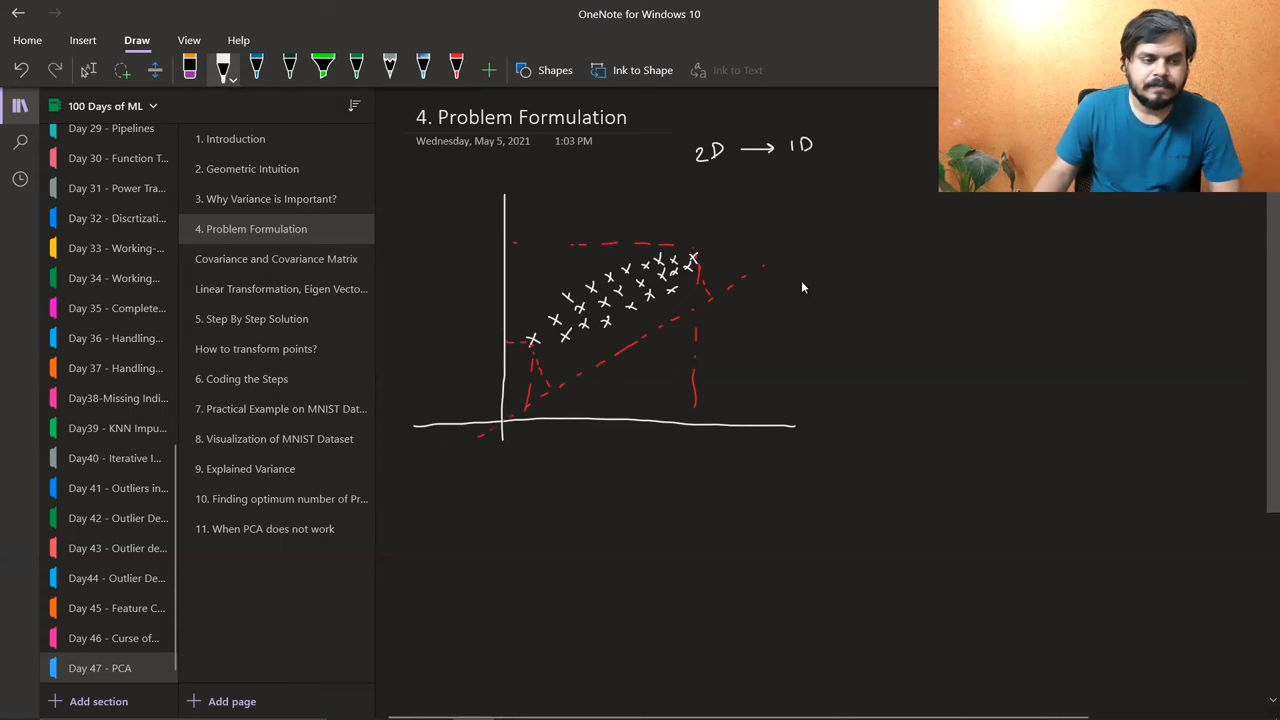 OneNote for Windows 10
Home Insert Draw View Help
Shapes Ink to Shape Ink to Text
100 Days of ML
Day 29 - Pipelines
Day 30 - Function T...
Day 31 - Power Tra...
Day 32 - Discrtizati...
Day 33 - Working-...
Day 34 - Working...
Day 35 - Complete...
Day 36 - Handling...
Day 37 - Handling...
Day38-Missing Indi...
Day39 - KNN Impu...
Day40 - Iterative I...
Day 41 - Outliers in...
Day 42 - Outlier De...
Day 43 - Outlier de...
Day44 - Outlier De...
Day 45 - Feature C...
Day 46 - Curse of...
Day 47 - PCA
Add section
1. Introduction
2. Geometric Intuition
3. Why Variance is Important?
4. Problem Formulation
Covariance and Covariance Matrix
Linear Transformation, Eigen Vecto...
5. Step By Step Solution
How to transform points?
6. Coding the Steps
7. Practical Example on MNIST Dat...
8. Visualization of MNIST Dataset
9. Explained Variance
10. Finding optimum number of Pr...
11. When PCA does not work
Add page
4. Problem Formulation
Wednesday, May 5, 2021 1:03 PM
2D → 1D